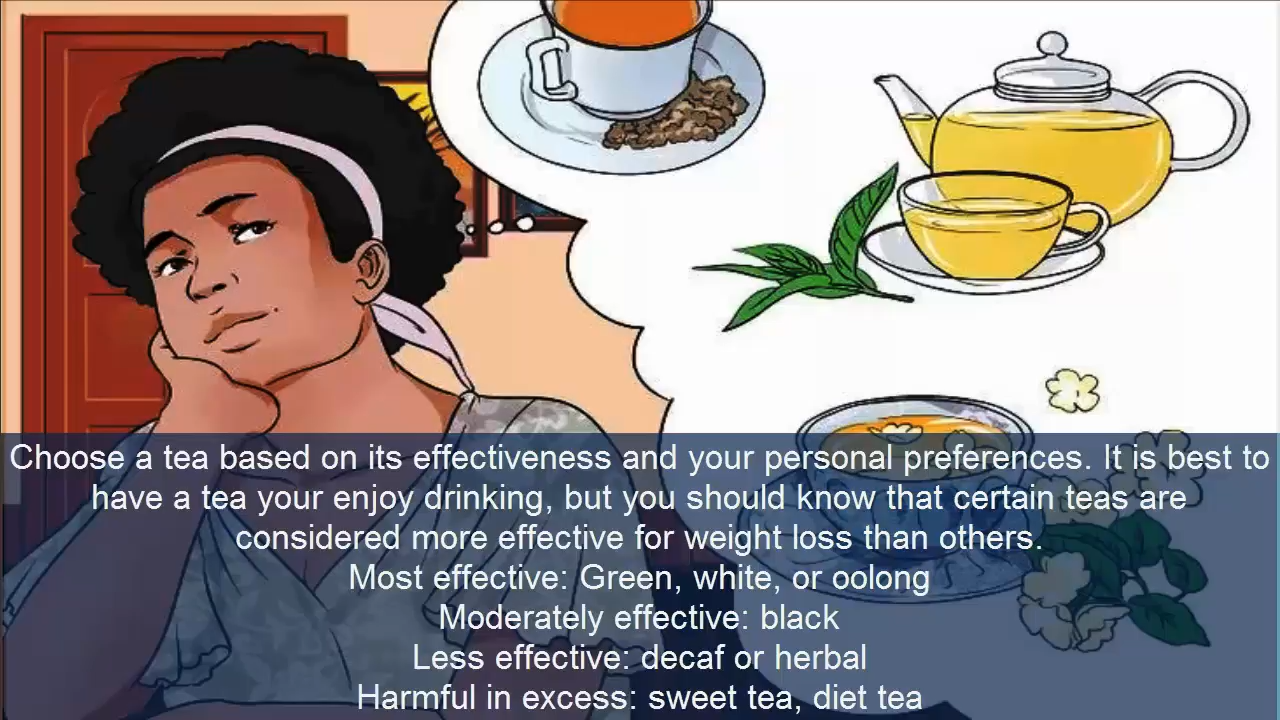 Choose a tea based on its effectiveness and your personal preferences. It is best to
have a tea your enjoy drinking, but you should know that certain teas are
considered more effective for weight loss than others.
Most effective: Green, white, or oolong
Moderately effective: black
Less effective: decaf or herbal
Harmful in excess: sweet tea, diet tea